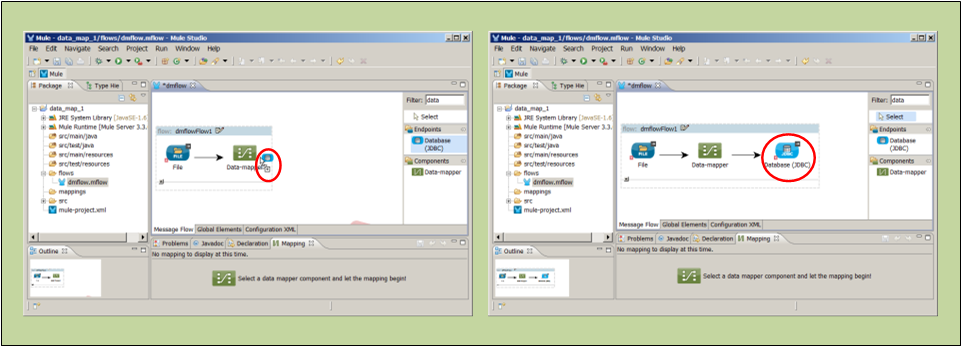 Mule - data_map_1/flows/dmflow.mflow - Mule Studio
File Edit Navigate Search Project Run Window Help
Mule
Package Type Hie
data_map_1
JRE System Library [JavaSE-1.6
Mule Runtime [Mule Server 3.3.
src/main/java
src/test/java
src/main/resources
src/test/resources
flows
dmflow.mflow
mappings
src
mule-project.xml
Outline
*dmflow
flow: dmflowFlow1
FILE
File
Data-mapper
Message Flow Global Elements Configuration XML
Filter: data
Select
Endpoints
Database
(JDBC)
Components
Data-mapper
Problems Javadoc Declaration Mapping
No mapping to display at this time.
Select a data mapper component and let the mapping begin!
Mule - data_map_1/flows/dmflow.mflow - Mule Studio
File Edit Navigate Search Project Run Window Help
Mule
Package Type Hie
data_map_1
JRE System Library [JavaSE-1.6
Mule Runtime [Mule Server 3.3.
src/main/java
src/test/java
src/main/resources
src/test/resources
flows
dmflow.mflow
mappings
src
mule-project.xml
Outline
*dmflow
flow: dmflowFlow1
FILE
File
Data-mapper
JDBC
Database (JDBC)
Message Flow Global Elements Configuration XML
Filter: data
Select
Endpoints
Database
(JDBC)
Components
Data-mapper
Problems Javadoc Declaration Mapping
No mapping to display at this time.
Select a data mapper component and let the mapping begin!